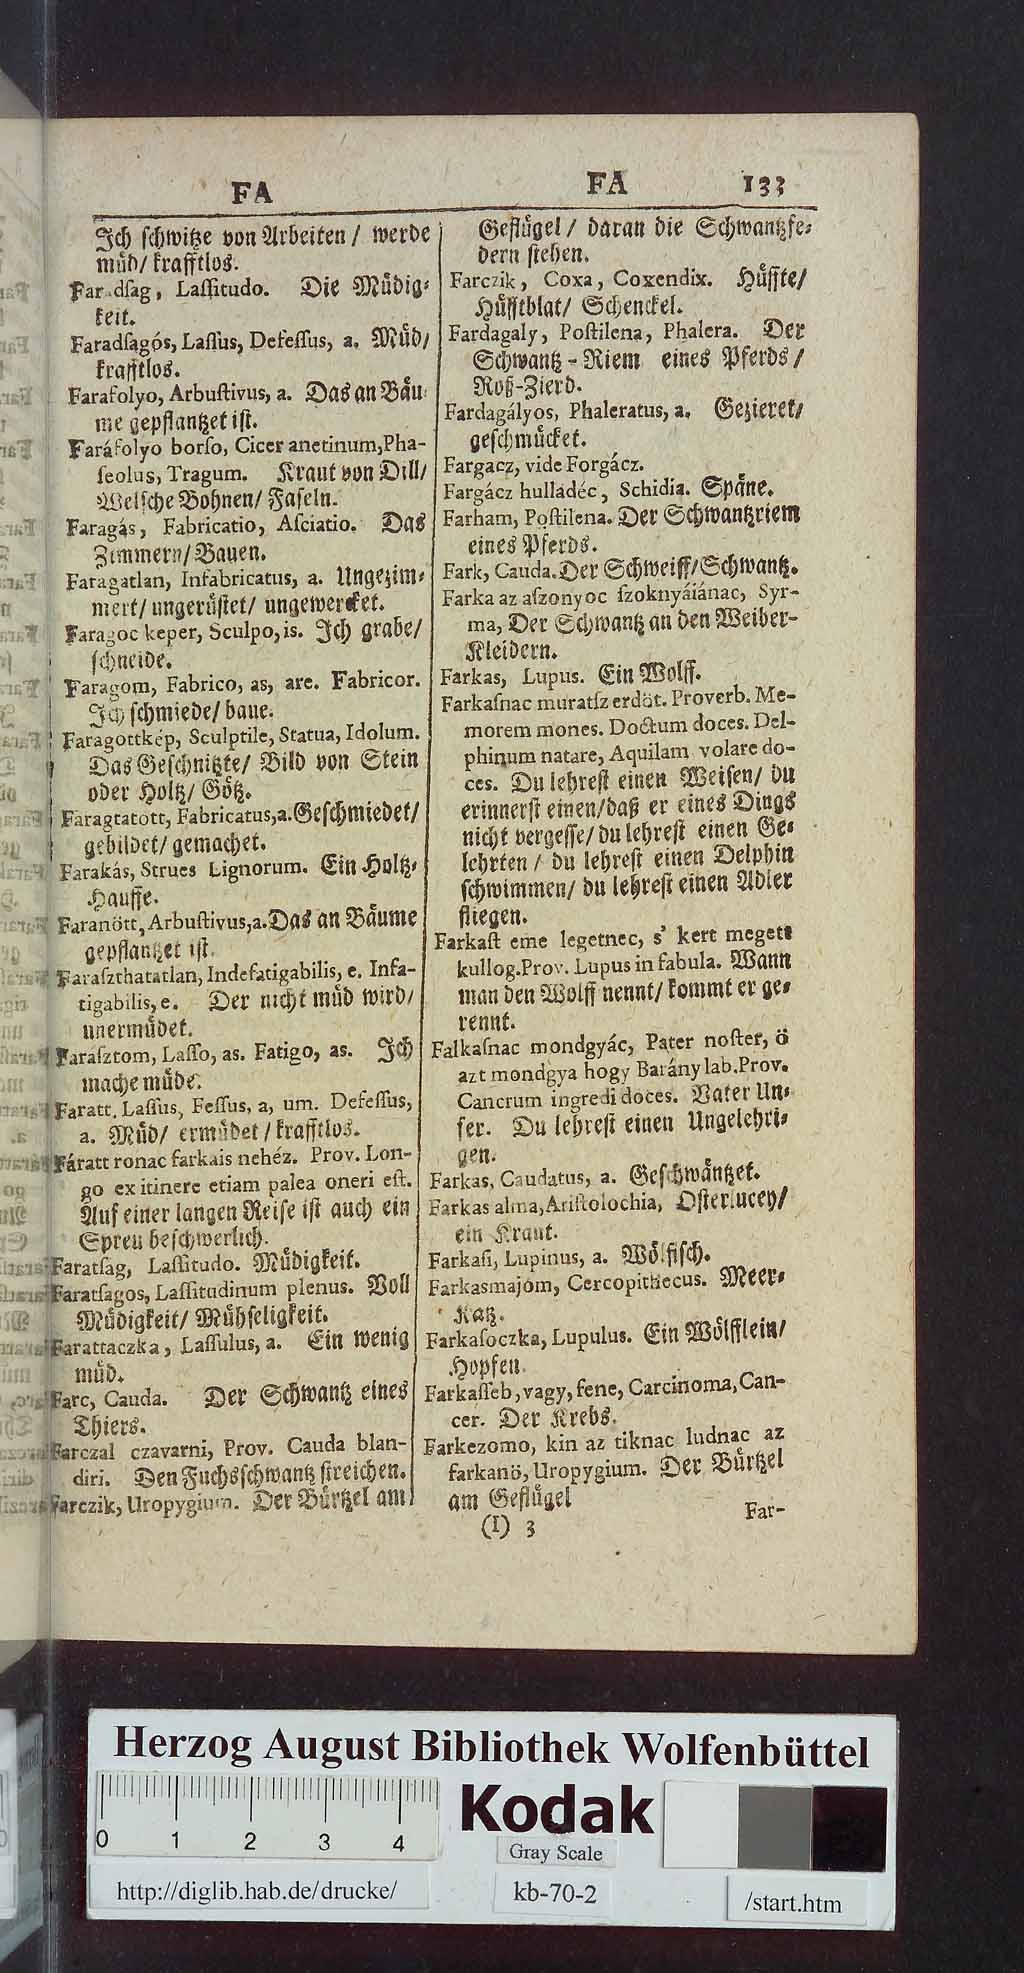 FA
FA 133
Ich schwitze von Arbeiten / werde
müd/ krafftlos.
Faradſag, Laſſitudo. Die Müdig-
keit.
Faradſagós, Laſſus, Defeſſus, a. Müd/
krafftlos.
Farafolyo, Arbuſtivus, a. Das an Bäu-
me gepflantzet ist.
Faráfolyo borſo, Cicer anetinum, Pha-
ſeolus, Tragum. Kraut von Dill/
Welsche Bohnen/ Faseln.
Faragás, Fabricatio, Aſciatio. Das
Zimmern/ Bauen.
Faragatlan, Infabricatus, a. Ungezim-
mert/ ungerüstet/ ungewercket.
Faragoc keper, Sculpo, is. Ich grabe/
schneide.
Faragom, Fabrico, as, are. Fabricor.
Ich schmiede/ baue.
Faragottkép, Sculptile, Statua, Idolum.
Das Geschnitzte/ Bild von Stein
oder Holtz/ Götz.
Faragtatott, Fabricatus, a. Geschmiedet/
gebildet/ gemachet.
Farakás, Strues Lignorum. Ein Holtz-
Hauffe.
Faranött, Arbuſtivus, a. Das an Bäume
gepflantzet ist.
Faraſzthatatlan, Indefatigabilis, e. Infa-
tigabilis, e. Der nicht müd wird/
unermüdet.
Faraſztom, Laſſo, as. Fatigo, as. Ich
mache müde.
Faratt, Laſſus, Feſſus, a, um. Defeſſus,
a. Müd/ ermüdet / krafftlos.
Fáratt ronac farkais nehéz. Prov. Lon-
go ex itinere etiam palea oneri eſt.
Auf einer langen Reise ist auch ein
Spreu beschwerlich.
Faratſag, Laſſitudo. Müdigkeit.
Faratſagos, Laſſitudinum plenus. Voll
Müdigkeit/ Mühseligkeit.
Farattaczka, Laſſulus, a. Ein wenig
müd.
Farc, Cauda. Der Schwantz eines
Thiers.
Farczal czavarni, Prov. Cauda blan-
diri. Den Fuchsschwantz streichen.
Farczik, Uropygium. Der Bürtzel am
Geflügel / daran die Schwantzfe-
dern stehen.
Farczik, Coxa, Coxendix. Hüffte/
Hüfftblat/ Schenckel.
Fardagaly, Poſtilena, Phalera. Der
Schwantz-Riem eines Pferds /
Roß-Zierd.
Fardagályos, Phaleratus, a. Gezieret/
geschmücket.
Fargacz, vide Forgácz.
Fargácz hulladéc, Schidia. Späne.
Farham, Poſtilena. Der Schwantzriem
eines Pferds.
Fark, Cauda. Der Schweiff/ Schwantz.
Farka az aſzonyoc ſzoknyáiánac, Syr-
ma, Der Schwantz an den Weiber-
Kleidern.
Farkas, Lupus. Ein Wolff.
Farkaſnac muratſz erdöt. Proverb. Me-
morem mones. Doctum doces. Del-
phinum natare, Aquilam volare do-
ces. Du lehrest einen Weisen/ du
erinnerst einen/ daß er eines Dings
nicht vergesse/ du lehrest einen Ge-
lehrten / du lehrest einen Delphin
schwimmen/ du lehrest einen Adler
fliegen.
Farkaſt eme legetnec, s' kert megett
kullog. Prov. Lupus in fabula. Wann
man den Wolff nennt/ kommt er ge-
rennt.
Falkaſnac mondgyác, Pater noſter, ö
azt mondgya hogy Barány lab. Prov.
Cancrum ingredi doces. Vater Un-
ser. Du lehrest einen Ungelehri-
gen.
Farkas, Caudatus, a. Geschwäntzet.
Farkas alma, Ariſtolochia, Osterlucey/
ein Kraut.
Farkaſi, Lupinus, a. Wölfisch.
Farkasmajom, Cercopithecus. Meer-
Katz.
Farkaſoczka, Lupulus. Ein Wölfflein/
Hopfen.
Farkaſſeb, vagy, fene, Carcinoma, Can-
cer. Der Krebs.
Farkezomo, kin az tiknac ludnac az
farkanö, Uropygium. Der Bürtzel
am Geflügel
(I) 3
Far-
Herzog August Bibliothek Wolfenbüttel
0 1 2 3 4
Kodak
Gray Scale
http://diglib.hab.de/drucke/
kb-70-2
/start.htm